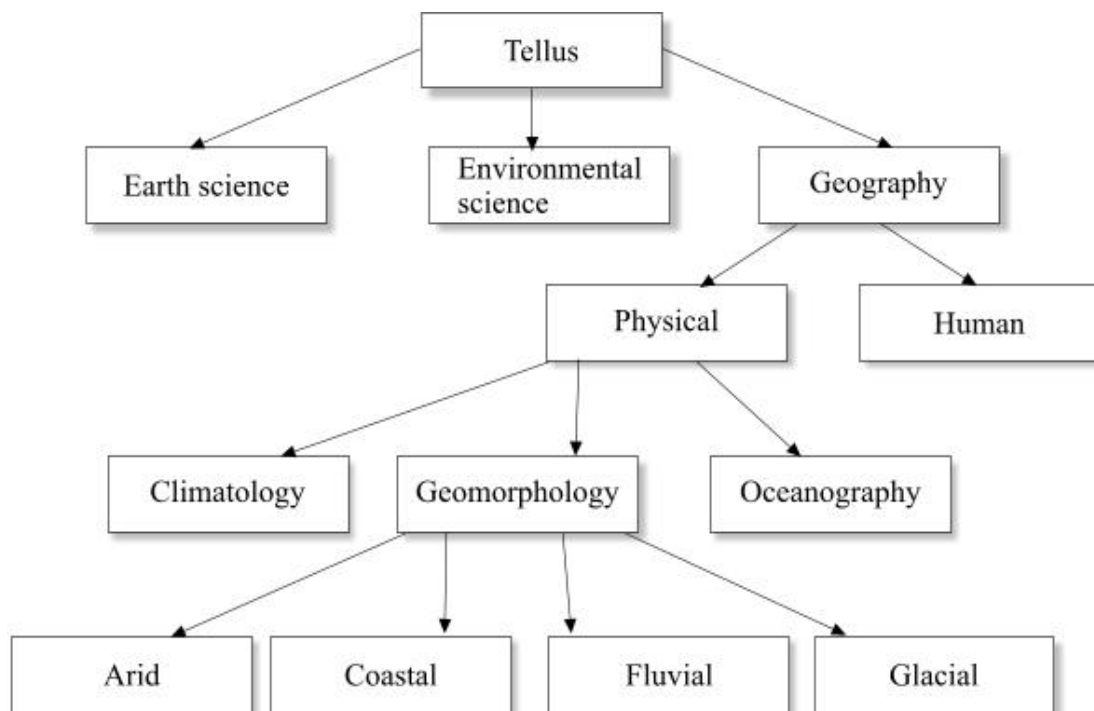 Tellus
Earth science
Environmental
science
Geography
Physical
Human
Climatology
Geomorphology
Oceanography
Arid
Coastal
Fluvial
Glacial